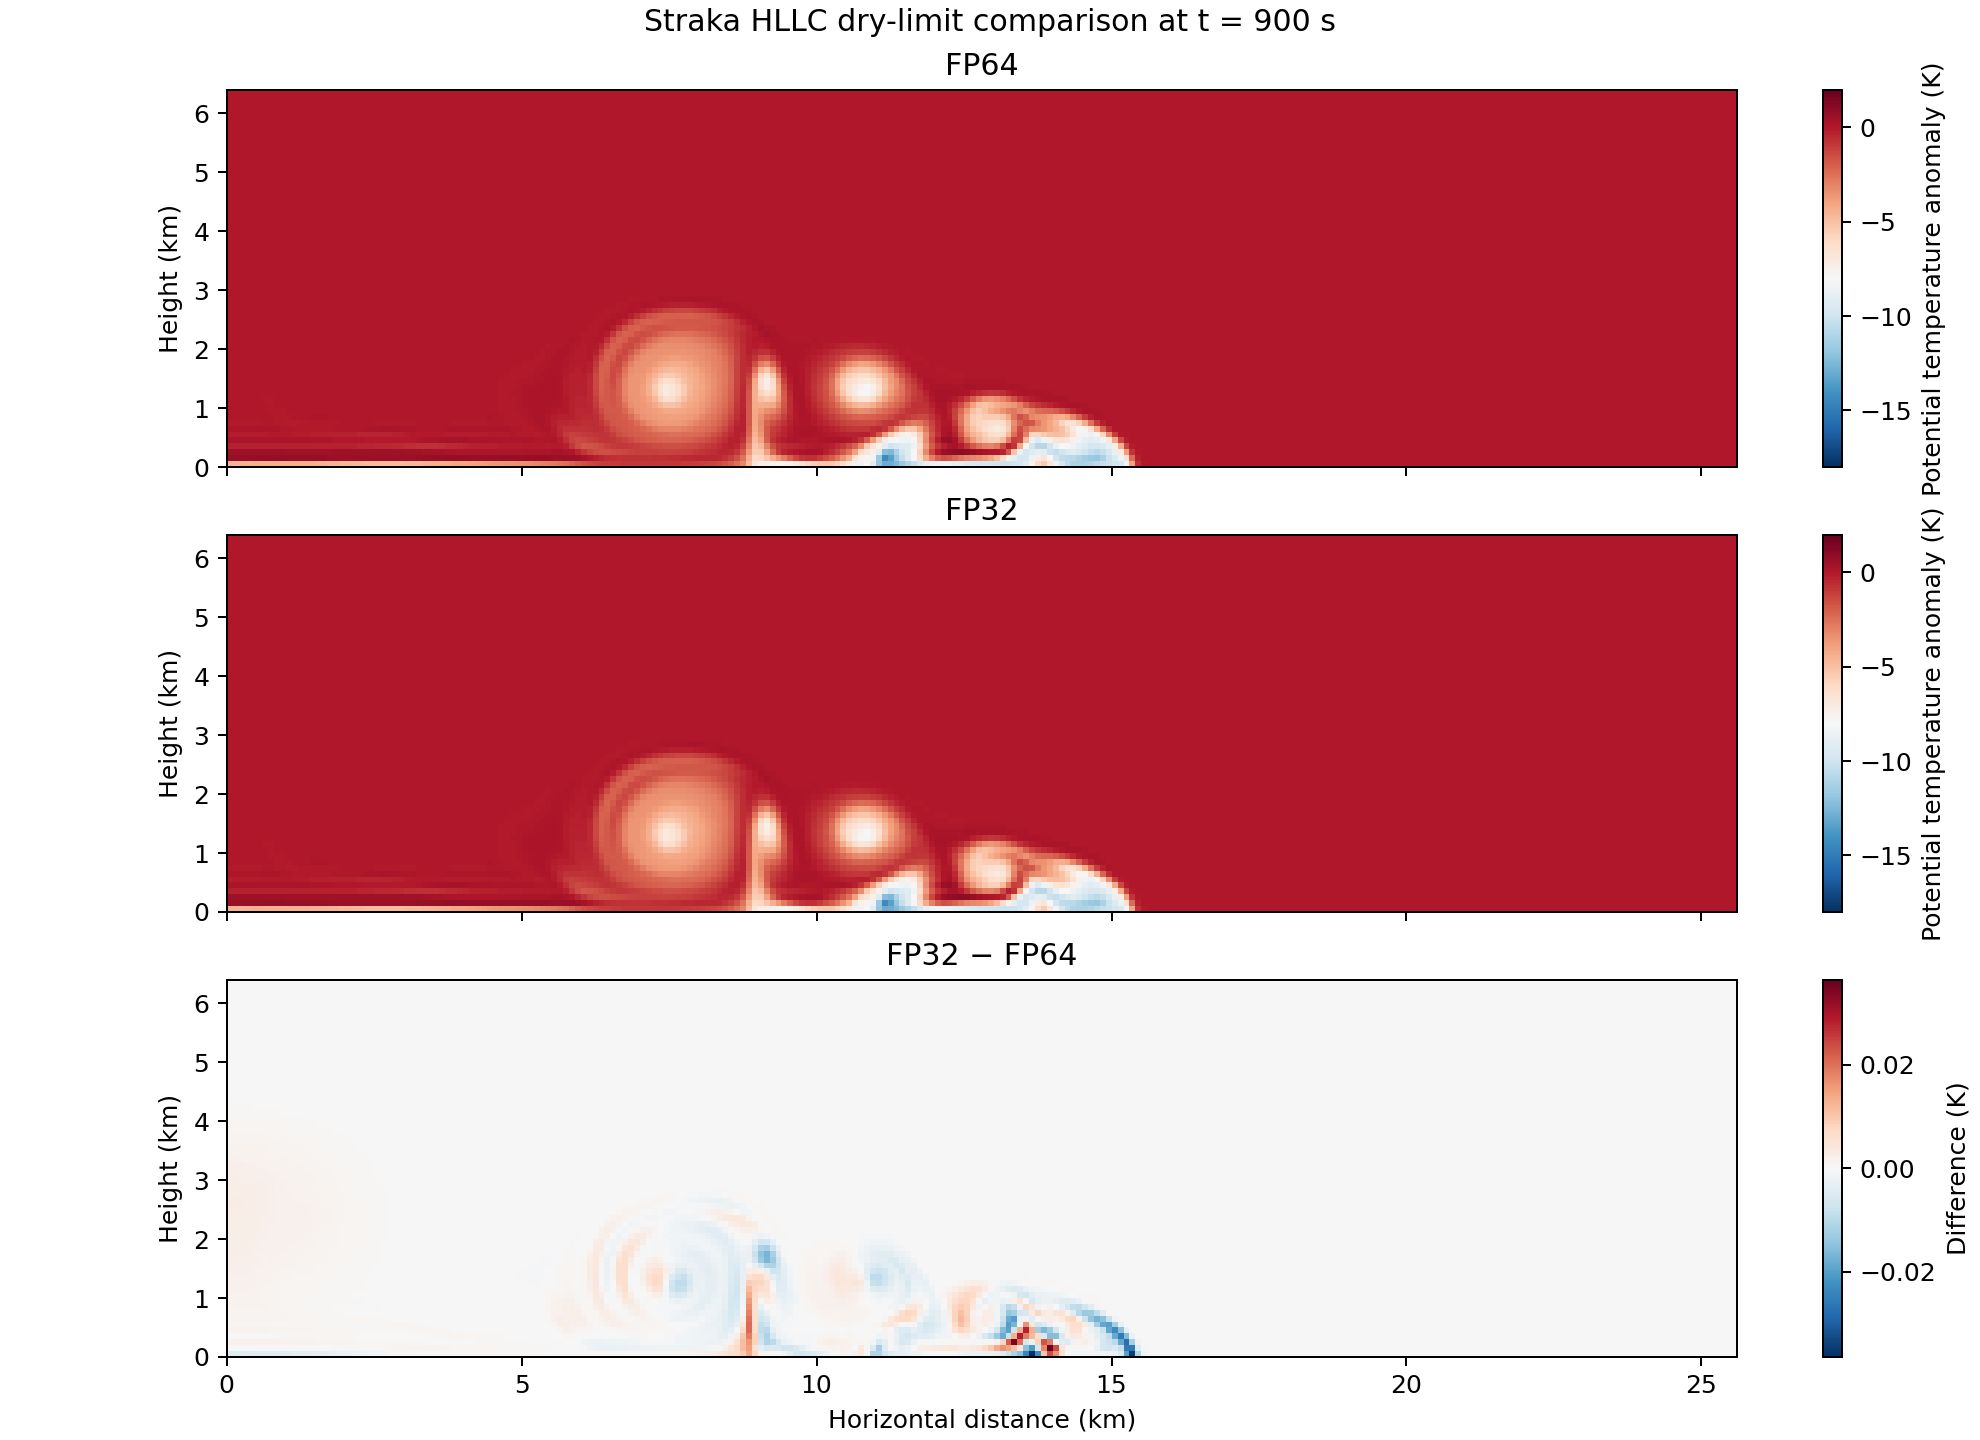 Straka HLLC dry-limit comparison at t = 900 s
FP64
Height (km)
6
5
4
3
2
1
0
0
−5
−10
−15
Potential temperature anomaly (K)
FP32
Height (km)
6
5
4
3
2
1
0
0
−5
−10
−15
Potential temperature anomaly (K)
FP32 − FP64
Height (km)
6
5
4
3
2
1
0
0 5 10 15 20 25
Horizontal distance (km)
0.02
0.00
−0.02
Difference (K)